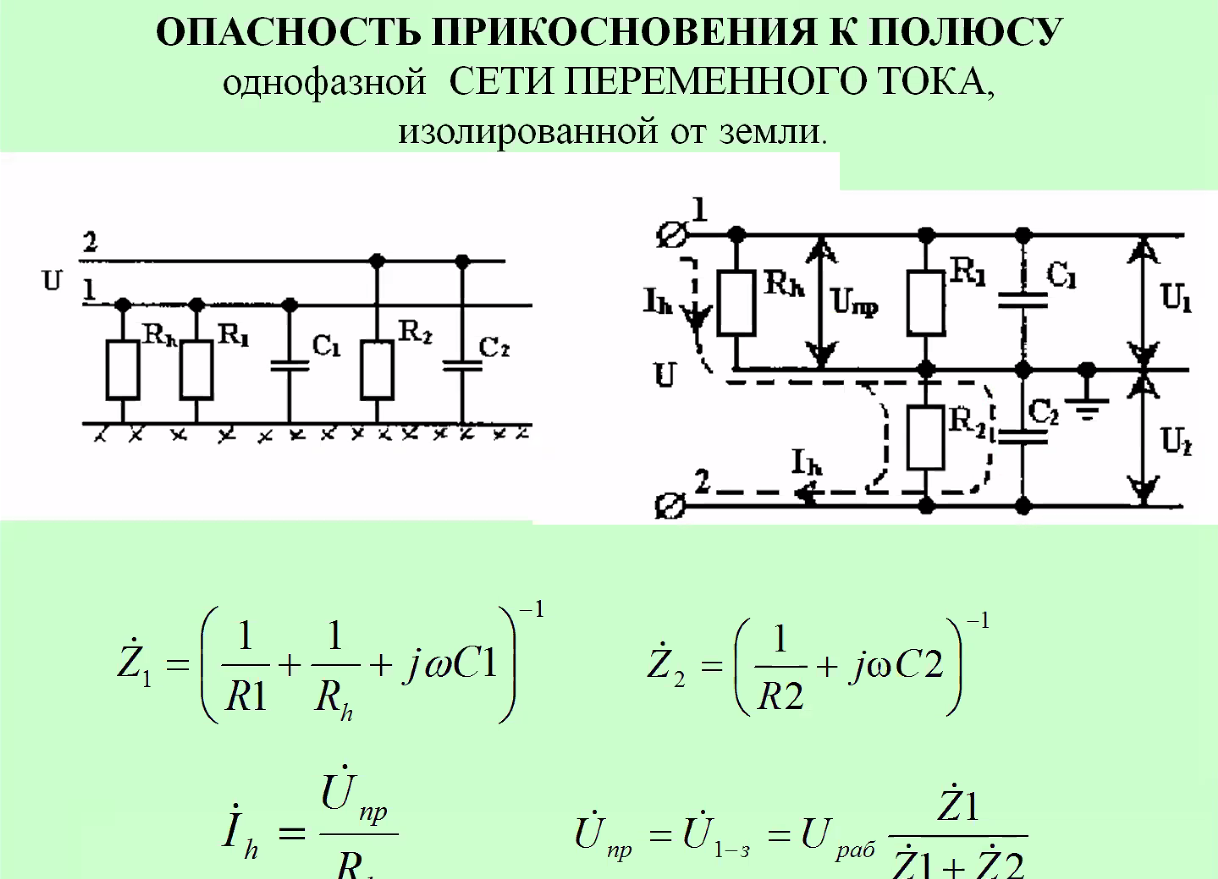 ОПАСНОСТЬ ПРИКОСНОВЕНИЯ К ПОЛЮСУ
однофазной СЕТИ ПЕРЕМЕННОГО ТОКА,
изолированной от земли.
2
U
1
Rh R1 C1 R2 C2
1
Ih Rh Uпр R1 C1 U1
U
R2 C2 U2
2 Ih
Ż₁ = (1/R1 + 1/Rₕ + jωC1)⁻¹
Ż₂ = (1/R2 + jωC2)⁻¹
İₕ = U̇пр / Rₕ
U̇пр = U̇₁₋з = Uраб Ż1 / (Ż1 + Ż2)